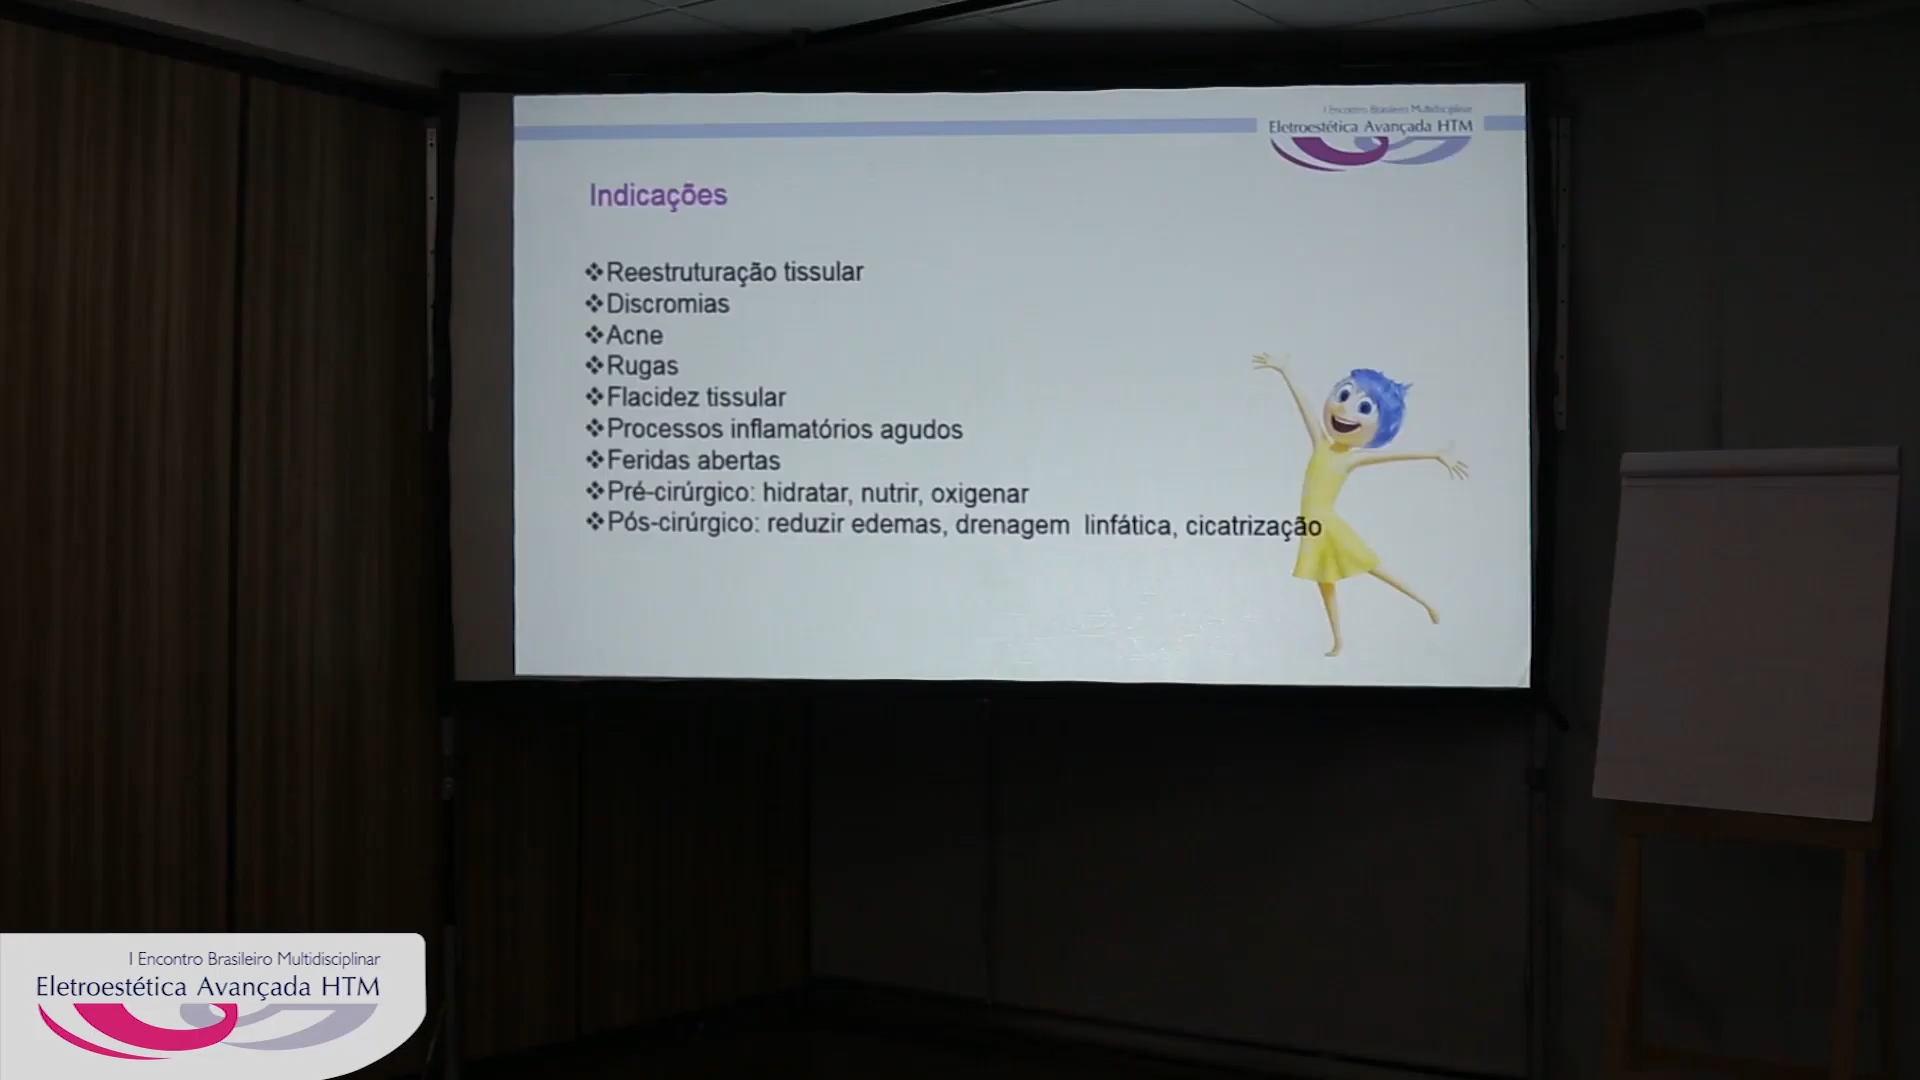 I Encontro Brasileiro Multidisciplinar
Eletroestética Avançada HTM
Indicações
❖Reestruturação tissular
❖Discromias
❖Acne
❖Rugas
❖Flacidez tissular
❖Processos inflamatórios agudos
❖Feridas abertas
❖Pré-cirúrgico: hidratar, nutrir, oxigenar
❖Pós-cirúrgico: reduzir edemas, drenagem linfática, cicatrização
I Encontro Brasileiro Multidisciplinar
Eletroestética Avançada HTM